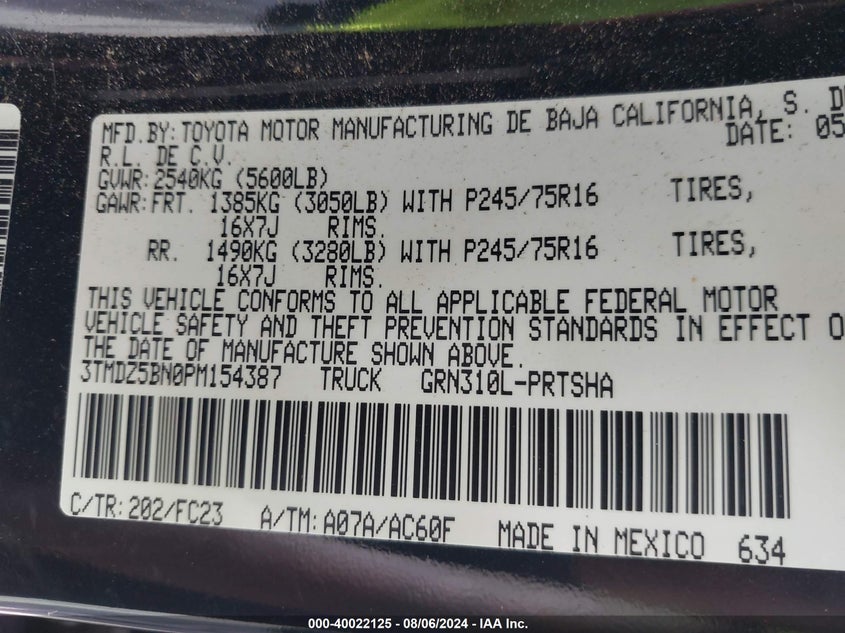 MFD.BY:TOYOTA MOTOR MANUFACTURING DE BAJA CALIFORNIA, S. D
R.L. DE C.V. DATE: 05
GVWR:2540KG (5600LB)
GAWR:FRT. 1385KG (3050LB) WITH P245/75R16 TIRES,
16X7J RIMS.
RR. 1490KG (3280LB) WITH P245/75R16 TIRES,
16X7J RIMS.
THIS VEHICLE CONFORMS TO ALL APPLICABLE FEDERAL MOTOR
VEHICLE SAFETY AND THEFT PREVENTION STANDARDS IN EFFECT O
THE DATE OF MANUFACTURE SHOWN ABOVE.
3TMDZ5BN0PM154387 TRUCK GRN310L-PRTSHA
C/TR:202/FC23 A/TM:A07A/AC60F MADE IN MEXICO 634
000-40022125 - 08/06/2024 - IAA Inc.